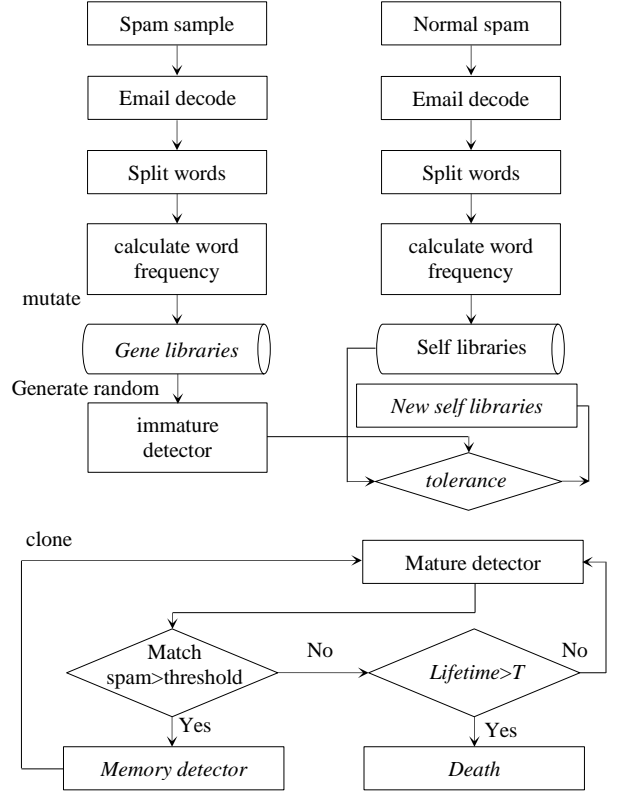 Spam sample
Normal spam
Email decode
Email decode
Split words
Split words
calculate word
frequency
calculate word
frequency
mutate
Gene libraries
Self libraries
Generate random
New self libraries
immature
detector
tolerance
clone
Mature detector
Match
spam>threshold
No
Lifetime>T
No
Yes
Yes
Memory detector
Death